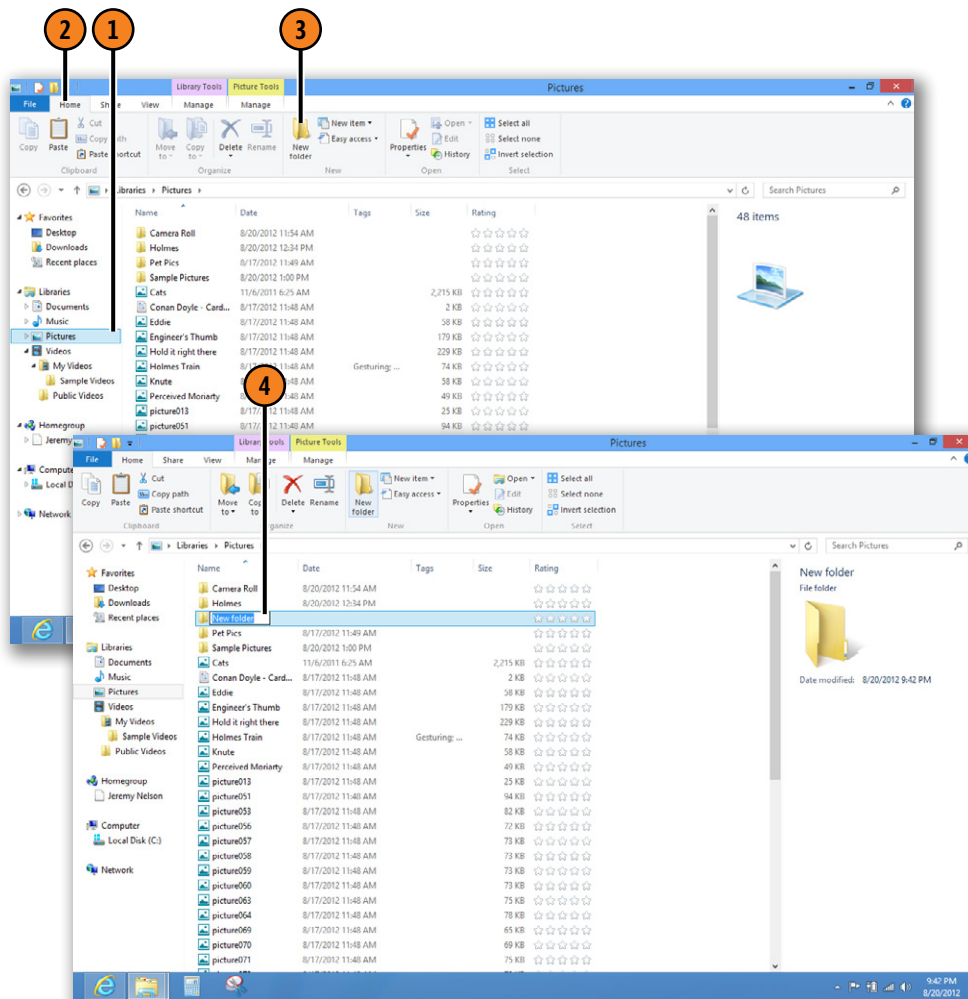 2 1 3
Library Tools Picture Tools Pictures
File Home Share View Manage Manage
Copy Paste Cut Copy path Paste shortcut Move to Copy to Delete Rename New folder New item Easy access Properties Open Edit History Select all Select none Invert selection
Clipboard Organize New Open Select
Libraries Pictures Search Pictures
Name Date Tags Size Rating
48 items
Favorites
Desktop
Downloads
Recent places
Libraries
Documents
Music
Pictures
Videos
My Videos
Sample Videos
Public Videos
Homegroup
Jeremy
Network
Camera Roll 8/20/2012 11:54 AM
Holmes 8/20/2012 12:34 PM
Pet Pics 8/17/2012 11:49 AM
Sample Pictures 8/20/2012 1:00 PM
Cats 11/6/2011 6:25 AM 2,215 KB
Conan Doyle - Card... 8/17/2012 11:48 AM 2 KB
Eddie 8/17/2012 11:48 AM 58 KB
Engineer's Thumb 8/17/2012 11:48 AM 179 KB
Hold it right there 8/17/2012 11:48 AM 229 KB
Holmes Train Gesturing; ... 74 KB
Knute 58 KB
Perceived Moriarty 49 KB
picture013 25 KB
picture051 94 KB
4
Library Tools Picture Tools Pictures
File Home Share View Manage Manage
Copy Paste Cut Copy path Paste shortcut Move to Delete Rename New folder New item Easy access Properties Open Edit History Select all Select none Invert selection
Clipboard New Open Select
Libraries Pictures Search Pictures
Name Date Tags Size Rating
Favorites
Desktop
Downloads
Recent places
Libraries
Documents
Music
Pictures
Videos
My Videos
Sample Videos
Public Videos
Homegroup
Jeremy Nelson
Computer
Local Disk (C:)
Network
Camera Roll 8/20/2012 11:54 AM
Holmes 8/20/2012 12:34 PM
New folder
Pet Pics 8/17/2012 11:49 AM
Sample Pictures 8/20/2012 1:00 PM
Cats 11/6/2011 6:25 AM 2,215 KB
Conan Doyle - Card... 8/17/2012 11:48 AM 2 KB
Eddie 8/17/2012 11:48 AM 58 KB
Engineer's Thumb 8/17/2012 11:48 AM 179 KB
Hold it right there 8/17/2012 11:48 AM 229 KB
Holmes Train 8/17/2012 11:48 AM Gesturing; ... 74 KB
Knute 8/17/2012 11:48 AM 58 KB
Perceived Moriarty 8/17/2012 11:48 AM 49 KB
picture013 8/17/2012 11:48 AM 25 KB
picture051 8/17/2012 11:48 AM 94 KB
picture053 8/17/2012 11:48 AM 82 KB
picture056 8/17/2012 11:48 AM 72 KB
picture057 8/17/2012 11:48 AM 73 KB
picture058 8/17/2012 11:48 AM 73 KB
picture059 8/17/2012 11:48 AM 73 KB
picture060 8/17/2012 11:48 AM 73 KB
picture063 8/17/2012 11:48 AM 75 KB
picture064 8/17/2012 11:48 AM 78 KB
picture069 8/17/2012 11:48 AM 65 KB
picture070 8/17/2012 11:48 AM 69 KB
picture071 8/17/2012 11:48 AM 75 KB
New folder
File folder
Date modified: 8/20/2012 9:42 PM
9:42 PM
8/20/2012